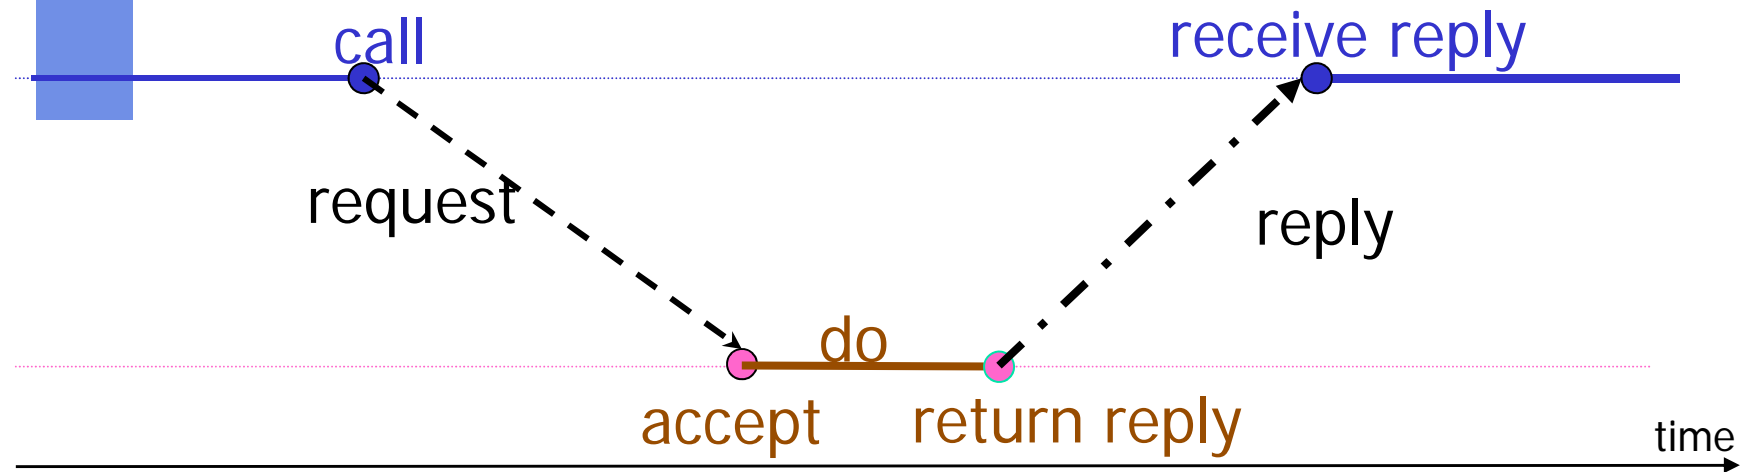 call
receive reply
request
reply
do
accept
return reply
time